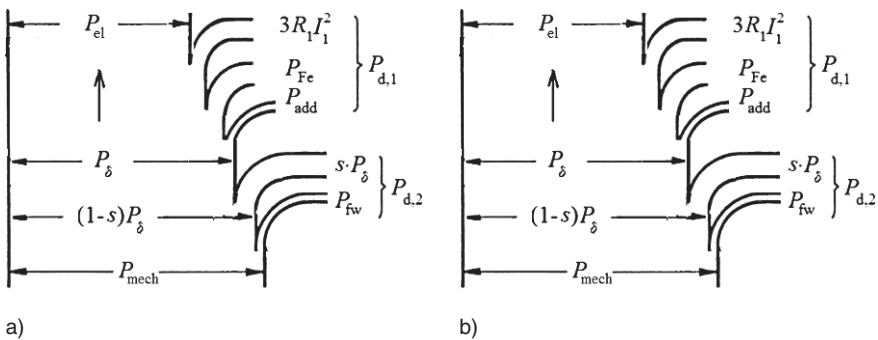 P_el 3R_1I_1^2
P_Fe P_d,1
P_add
P_δ s·P_δ
P_d,2
P_fw
(1-s)P_δ
P_mech
a)
P_el 3R_1I_1^2
P_Fe P_d,1
P_add
P_δ s·P_δ
P_d,2
P_fw
(1-s)P_δ
P_mech
b)